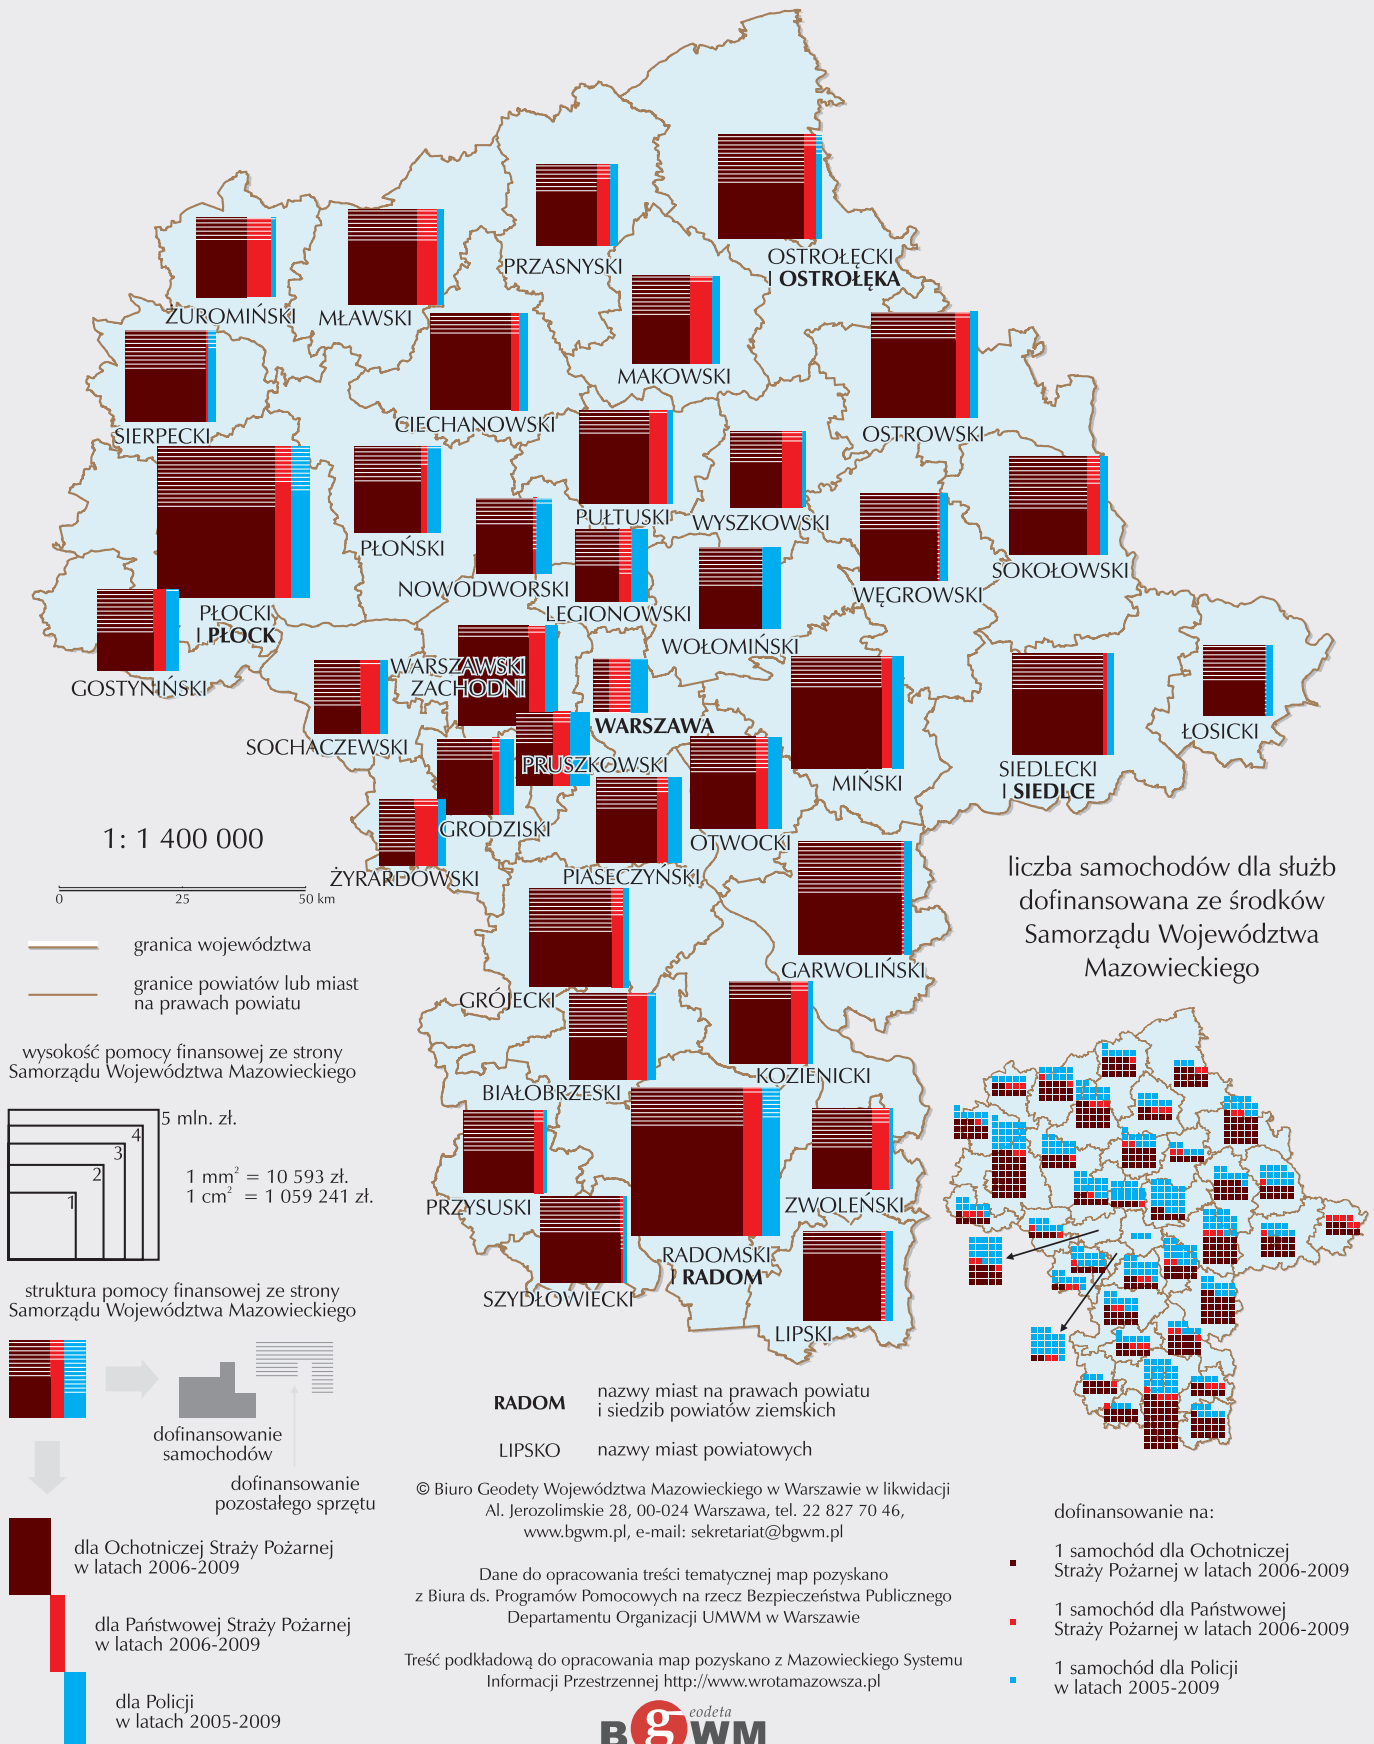 PRZASNYSKI
OSTROŁĘCKI
I OSTROŁĘKA
ŻUROMIŃSKI
MŁAWSKI
MAKOWSKI
CIECHANOWSKI
SIERPECKI
OSTROWSKI
PUŁTUSKI
WYSZKOWSKI
PŁOŃSKI
NOWODWORSKI
SOKOŁOWSKI
WĘGROWSKI
PŁOCKI
I PŁOCK
LEGIONOWSKI
WOŁOMIŃSKI
GOSTYNIŃSKI
WARSZAWSKI
ZACHODNI
WARSZAWA
ŁOSICKI
SOCHACZEWSKI
PRUSZKOWSKI
MIŃSKI
SIEDLECKI
I SIEDLCE
GRODZISKI
OTWOCKI
ŻYRARDOWSKI
PIASECZYŃSKI
GARWOLIŃSKI
GRÓJECKI
KOZIENICKI
BIAŁOBRZESKI
PRZYSUSKI
ZWOLEŃSKI
RADOMSKI
I RADOM
SZYDŁOWIECKI
LIPSKI
1: 1 400 000
0 25 50 km
granica województwa
granice powiatów lub miast
na prawach powiatu
wysokość pomocy finansowej ze strony
Samorządu Województwa Mazowieckiego
5 mln. zł.
4
3
2
1
1 mm² = 10 593 zł.
1 cm² = 1 059 241 zł.
struktura pomocy finansowej ze strony
Samorządu Województwa Mazowieckiego
dofinansowanie
samochodów
dofinansowanie
pozostałego sprzętu
dla Ochotniczej Straży Pożarnej
w latach 2006-2009
dla Państwowej Straży Pożarnej
w latach 2006-2009
dla Policji
w latach 2005-2009
RADOM nazwy miast na prawach powiatu
i siedzib powiatów ziemskich
LIPSKO nazwy miast powiatowych
© Biuro Geodety Województwa Mazowieckiego w Warszawie w likwidacji
Al. Jerozolimskie 28, 00-024 Warszawa, tel. 22 827 70 46,
www.bgwm.pl, e-mail: sekretariat@bgwm.pl
Dane do opracowania treści tematycznej map pozyskano
z Biura ds. Programów Pomocowych na rzecz Bezpieczeństwa Publicznego
Departamentu Organizacji UMWM w Warszawie
Treść podkładową do opracowania map pozyskano z Mazowieckiego Systemu
Informacji Przestrzennej http://www.wrotamazowsza.pl
eodeta
BgWM
liczba samochodów dla służb
dofinansowana ze środków
Samorządu Województwa
Mazowieckiego
dofinansowanie na:
1 samochód dla Ochotniczej
Straży Pożarnej w latach 2006-2009
1 samochód dla Państwowej
Straży Pożarnej w latach 2006-2009
1 samochód dla Policji
w latach 2005-2009